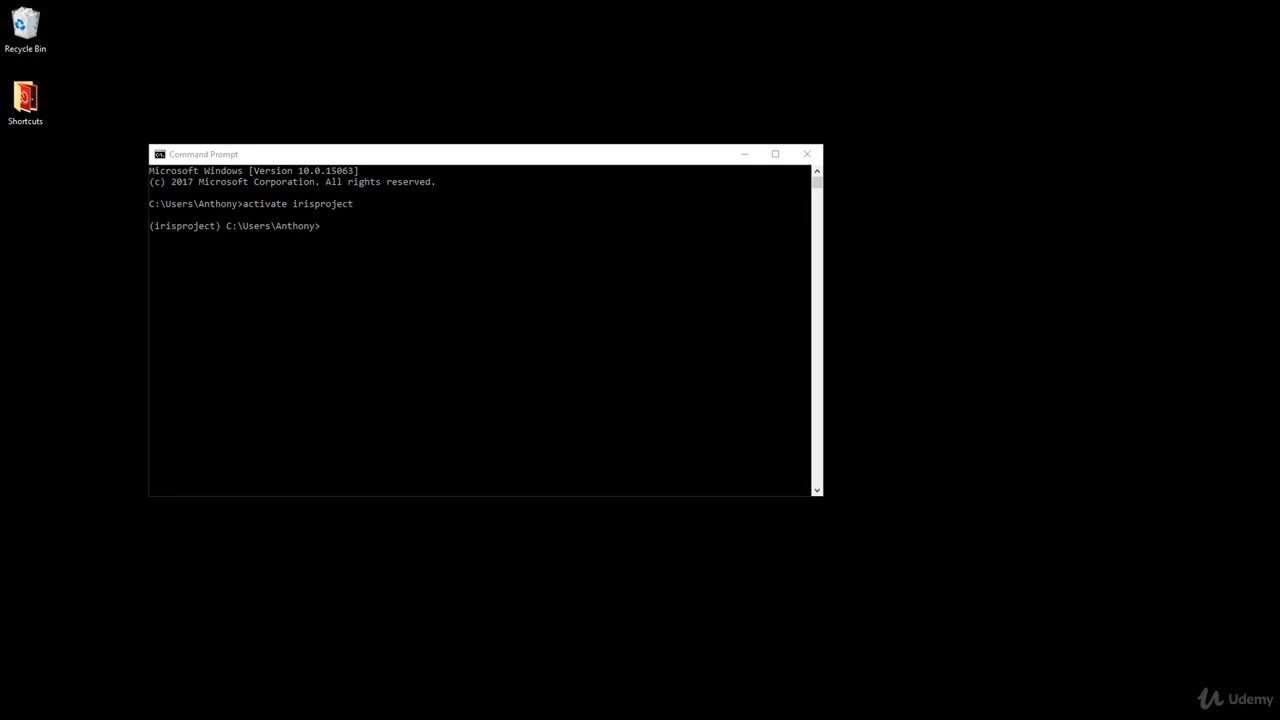 Recycle Bin
Shortcuts
Command Prompt
Microsoft Windows [Version 10.0.15063]
(c) 2017 Microsoft Corporation. All rights reserved.
C:\Users\Anthony>activate irisproject
(irisproject) C:\Users\Anthony>
Udemy